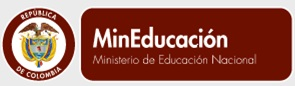 REPÚBLICA
DE COLOMBIA
MinEducación
Ministerio de Educación Nacional